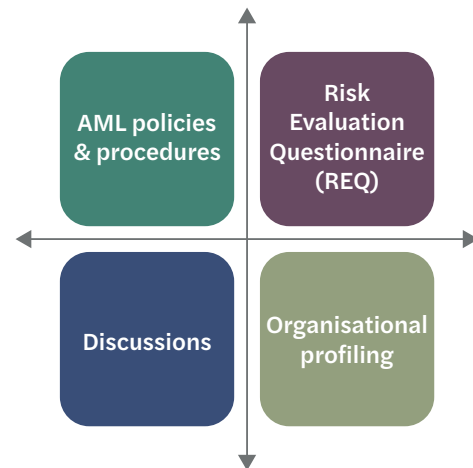 AML policies
& procedures
Risk
Evaluation
Questionnaire
(REQ)
Discussions
Organisational
profiling